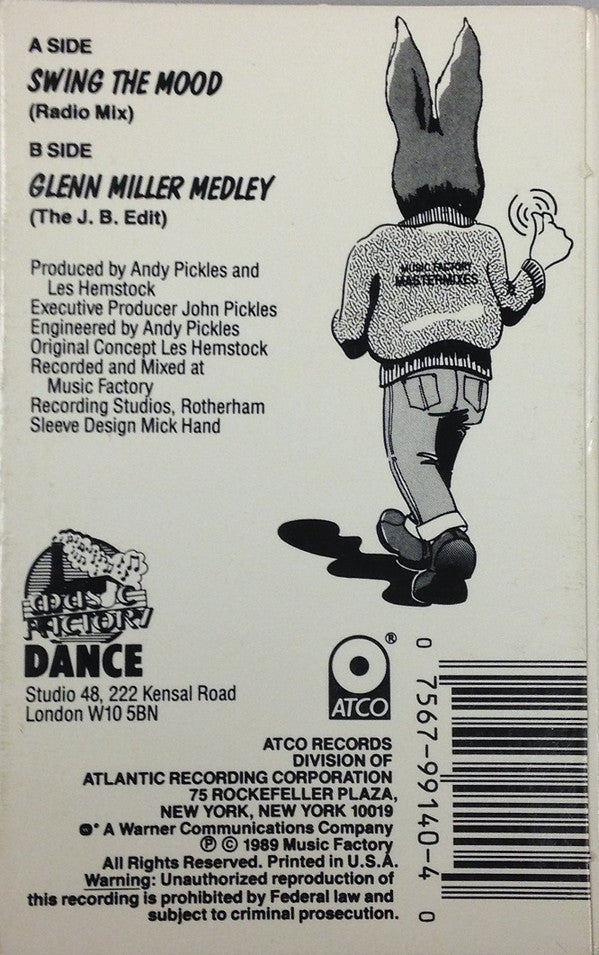 A SIDE
SWING THE MOOD
(Radio Mix)
B SIDE
GLENN MILLER MEDLEY
(The J. B. Edit)
Produced by Andy Pickles and
Les Hemstock
Executive Producer John Pickles
Engineered by Andy Pickles
Original Concept Les Hemstock
Recorded and Mixed at
Music Factory
Recording Studios, Rotherham
Sleeve Design Mick Hand
MUSIC FACTORY
MASTERMIXES
MUSIC
FACTORY
DANCE
Studio 48, 222 Kensal Road
London W10 5BN
ATCO®
ATCO RECORDS
DIVISION OF
ATLANTIC RECORDING CORPORATION
75 ROCKEFELLER PLAZA,
NEW YORK, NEW YORK 10019
A Warner Communications Company
℗ © 1989 Music Factory
All Rights Reserved. Printed in U.S.A.
Warning: Unauthorized reproduction of
this recording is prohibited by Federal law and
subject to criminal prosecution.
0 7567-99140-4 0